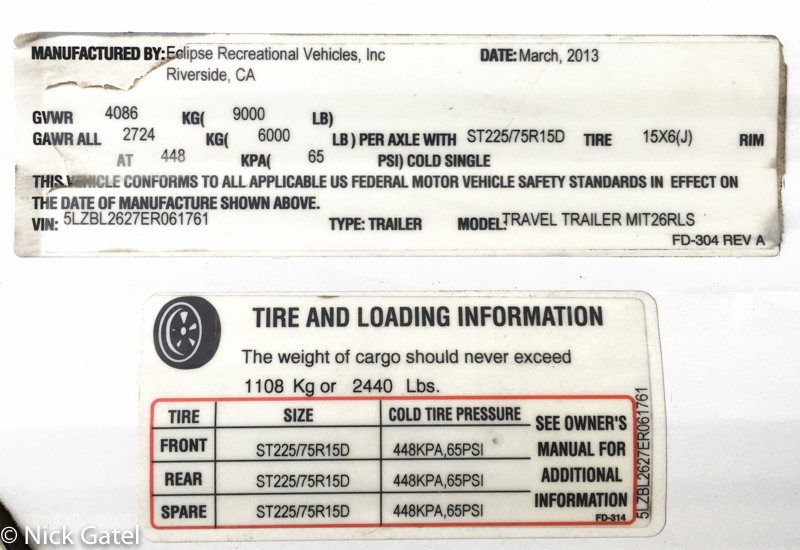 MANUFACTURED BY: Eclipse Recreational Vehicles, Inc DATE: March, 2013
Riverside, CA
GVWR 4086 KG( 9000 LB)
GAWR ALL 2724 KG( 6000 LB ) PER AXLE WITH ST225/75R15D TIRE 15X6(J) RIM
AT 448 KPA( 65 PSI) COLD SINGLE
THIS VEHICLE CONFORMS TO ALL APPLICABLE US FEDERAL MOTOR VEHICLE SAFETY STANDARDS IN EFFECT ON
THE DATE OF MANUFACTURE SHOWN ABOVE.
VIN: 5LZBL2627ER061761 TYPE: TRAILER MODEL: TRAVEL TRAILER MIT26RLS
FD-304 REV A
TIRE AND LOADING INFORMATION
The weight of cargo should never exceed
1108 Kg or 2440 Lbs.
TIRE SIZE COLD TIRE PRESSURE
FRONT ST225/75R15D 448KPA,65PSI
REAR ST225/75R15D 448KPA,65PSI
SPARE ST225/75R15D 448KPA,65PSI
SEE OWNER'S
MANUAL FOR
ADDITIONAL
INFORMATION
FD-314
5LZBL2627ER061761
© Nick Gatel